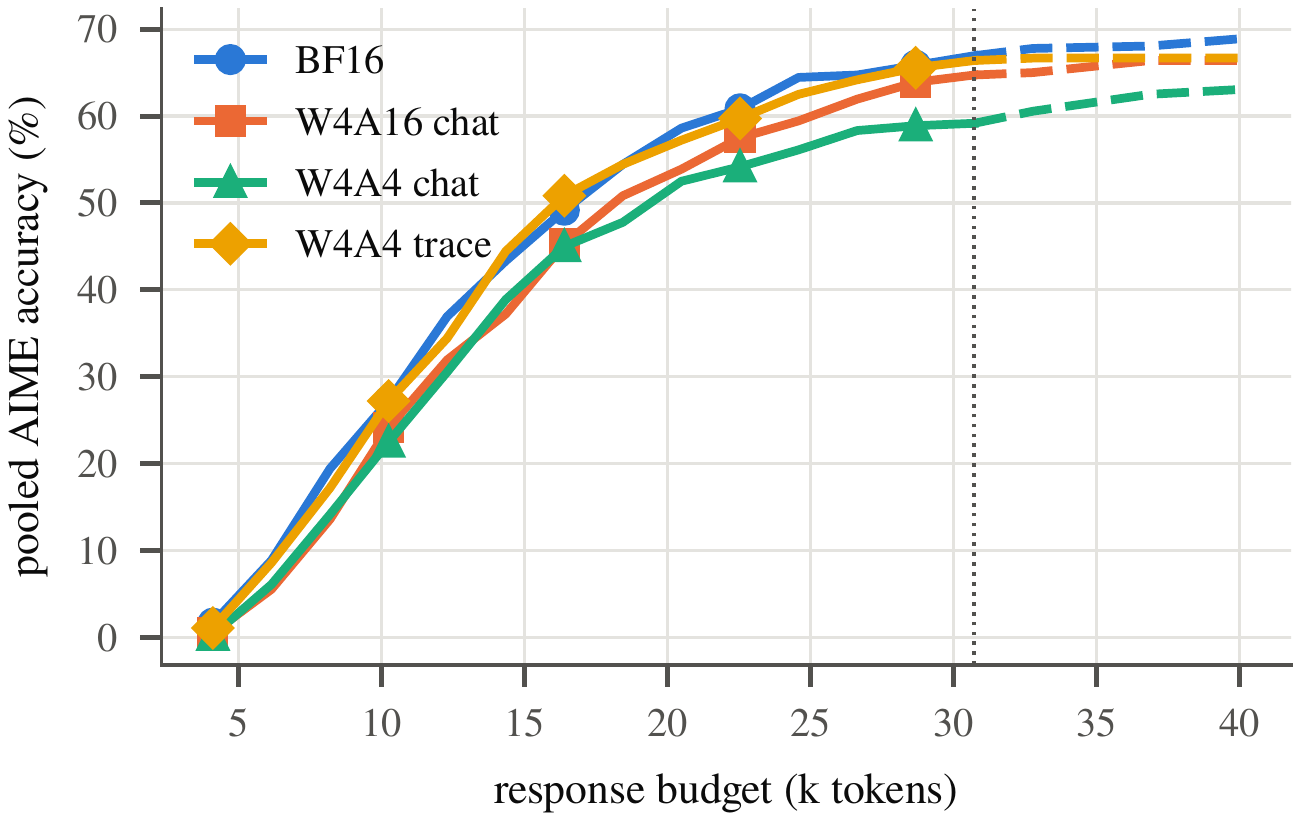 pooled AIME accuracy (%)
70
60
50
40
30
20
10
0
BF16
W4A16 chat
W4A4 chat
W4A4 trace
5 10 15 20 25 30 35 40
response budget (k tokens)